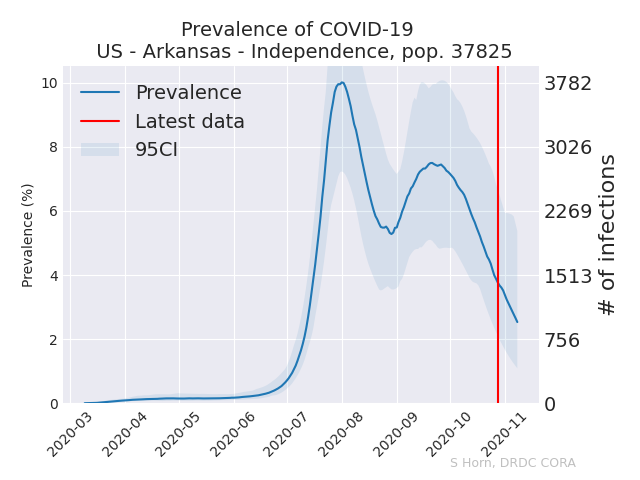 Prevalence of COVID-19
US - Arkansas - Independence, pop. 37825
Prevalence
Latest data
95CI
Prevalence (%)
10
8
6
4
2
0
3782
3026
2269
1513
756
0
# of infections
2020-03
2020-04
2020-05
2020-06
2020-07
2020-08
2020-09
2020-10
2020-11
S Horn, DRDC CORA